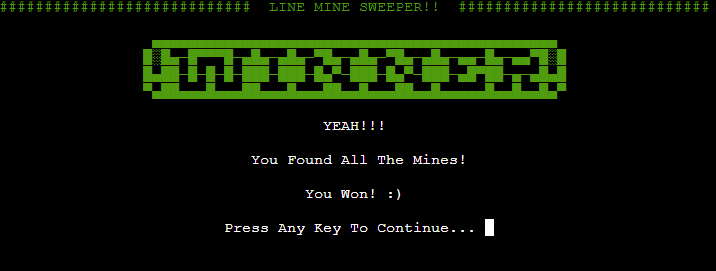 ############################  LINE MINE SWEEPER!!  ############################
YEAH!!!
You Found All The Mines!
You Won! :)
Press Any Key To Continue...